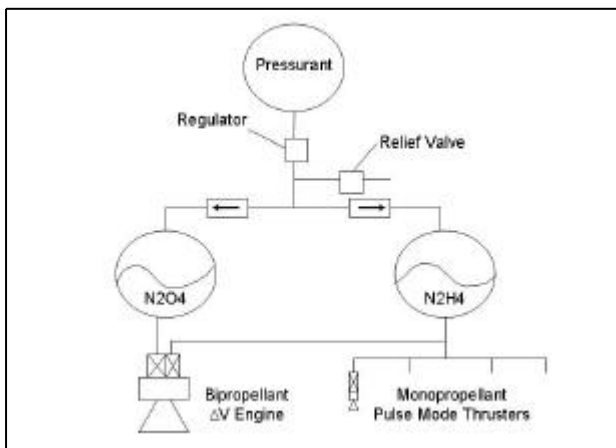 Pressurant
Regulator
Relief Valve
N2O4
N2H4
Bipropellant
ΔV Engine
Monopropellant
Pulse Mode Thrusters